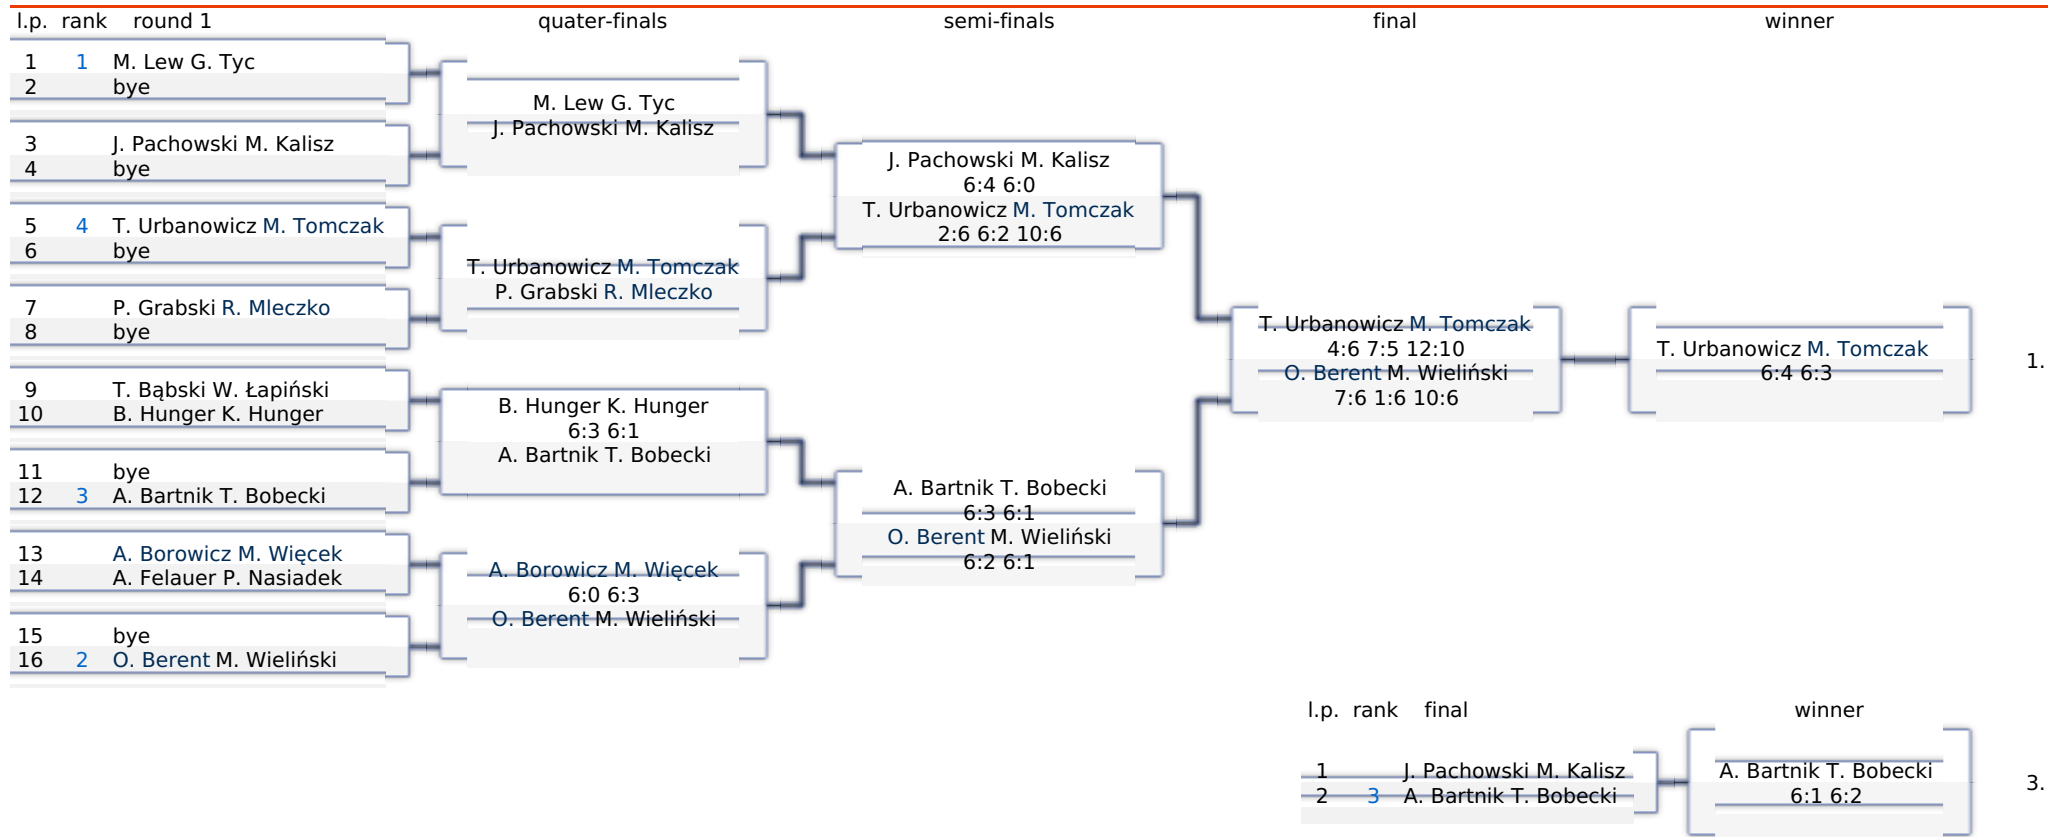 l.p. rank round 1 quater-finals semi-finals final winner
1 1 M. Lew G. Tyc
2 bye
3 J. Pachowski M. Kalisz
4 bye
5 4 T. Urbanowicz M. Tomczak
6 bye
7 P. Grabski R. Mleczko
8 bye
9 T. Bąbski W. Łapiński
10 B. Hunger K. Hunger
11 bye
12 3 A. Bartnik T. Bobecki
13 A. Borowicz M. Więcek
14 A. Felauer P. Nasiadek
15 bye
16 2 O. Berent M. Wieliński
M. Lew G. Tyc
J. Pachowski M. Kalisz
T. Urbanowicz M. Tomczak
P. Grabski R. Mleczko
B. Hunger K. Hunger
6:3 6:1
A. Bartnik T. Bobecki
A. Borowicz M. Więcek
6:0 6:3
O. Berent M. Wieliński
J. Pachowski M. Kalisz
6:4 6:0
T. Urbanowicz M. Tomczak
2:6 6:2 10:6
A. Bartnik T. Bobecki
6:3 6:1
O. Berent M. Wieliński
6:2 6:1
T. Urbanowicz M. Tomczak
4:6 7:5 12:10
O. Berent M. Wieliński
7:6 1:6 10:6
T. Urbanowicz M. Tomczak
6:4 6:3
1.
l.p. rank final winner
1 J. Pachowski M. Kalisz
2 3 A. Bartnik T. Bobecki
A. Bartnik T. Bobecki
6:1 6:2
3.